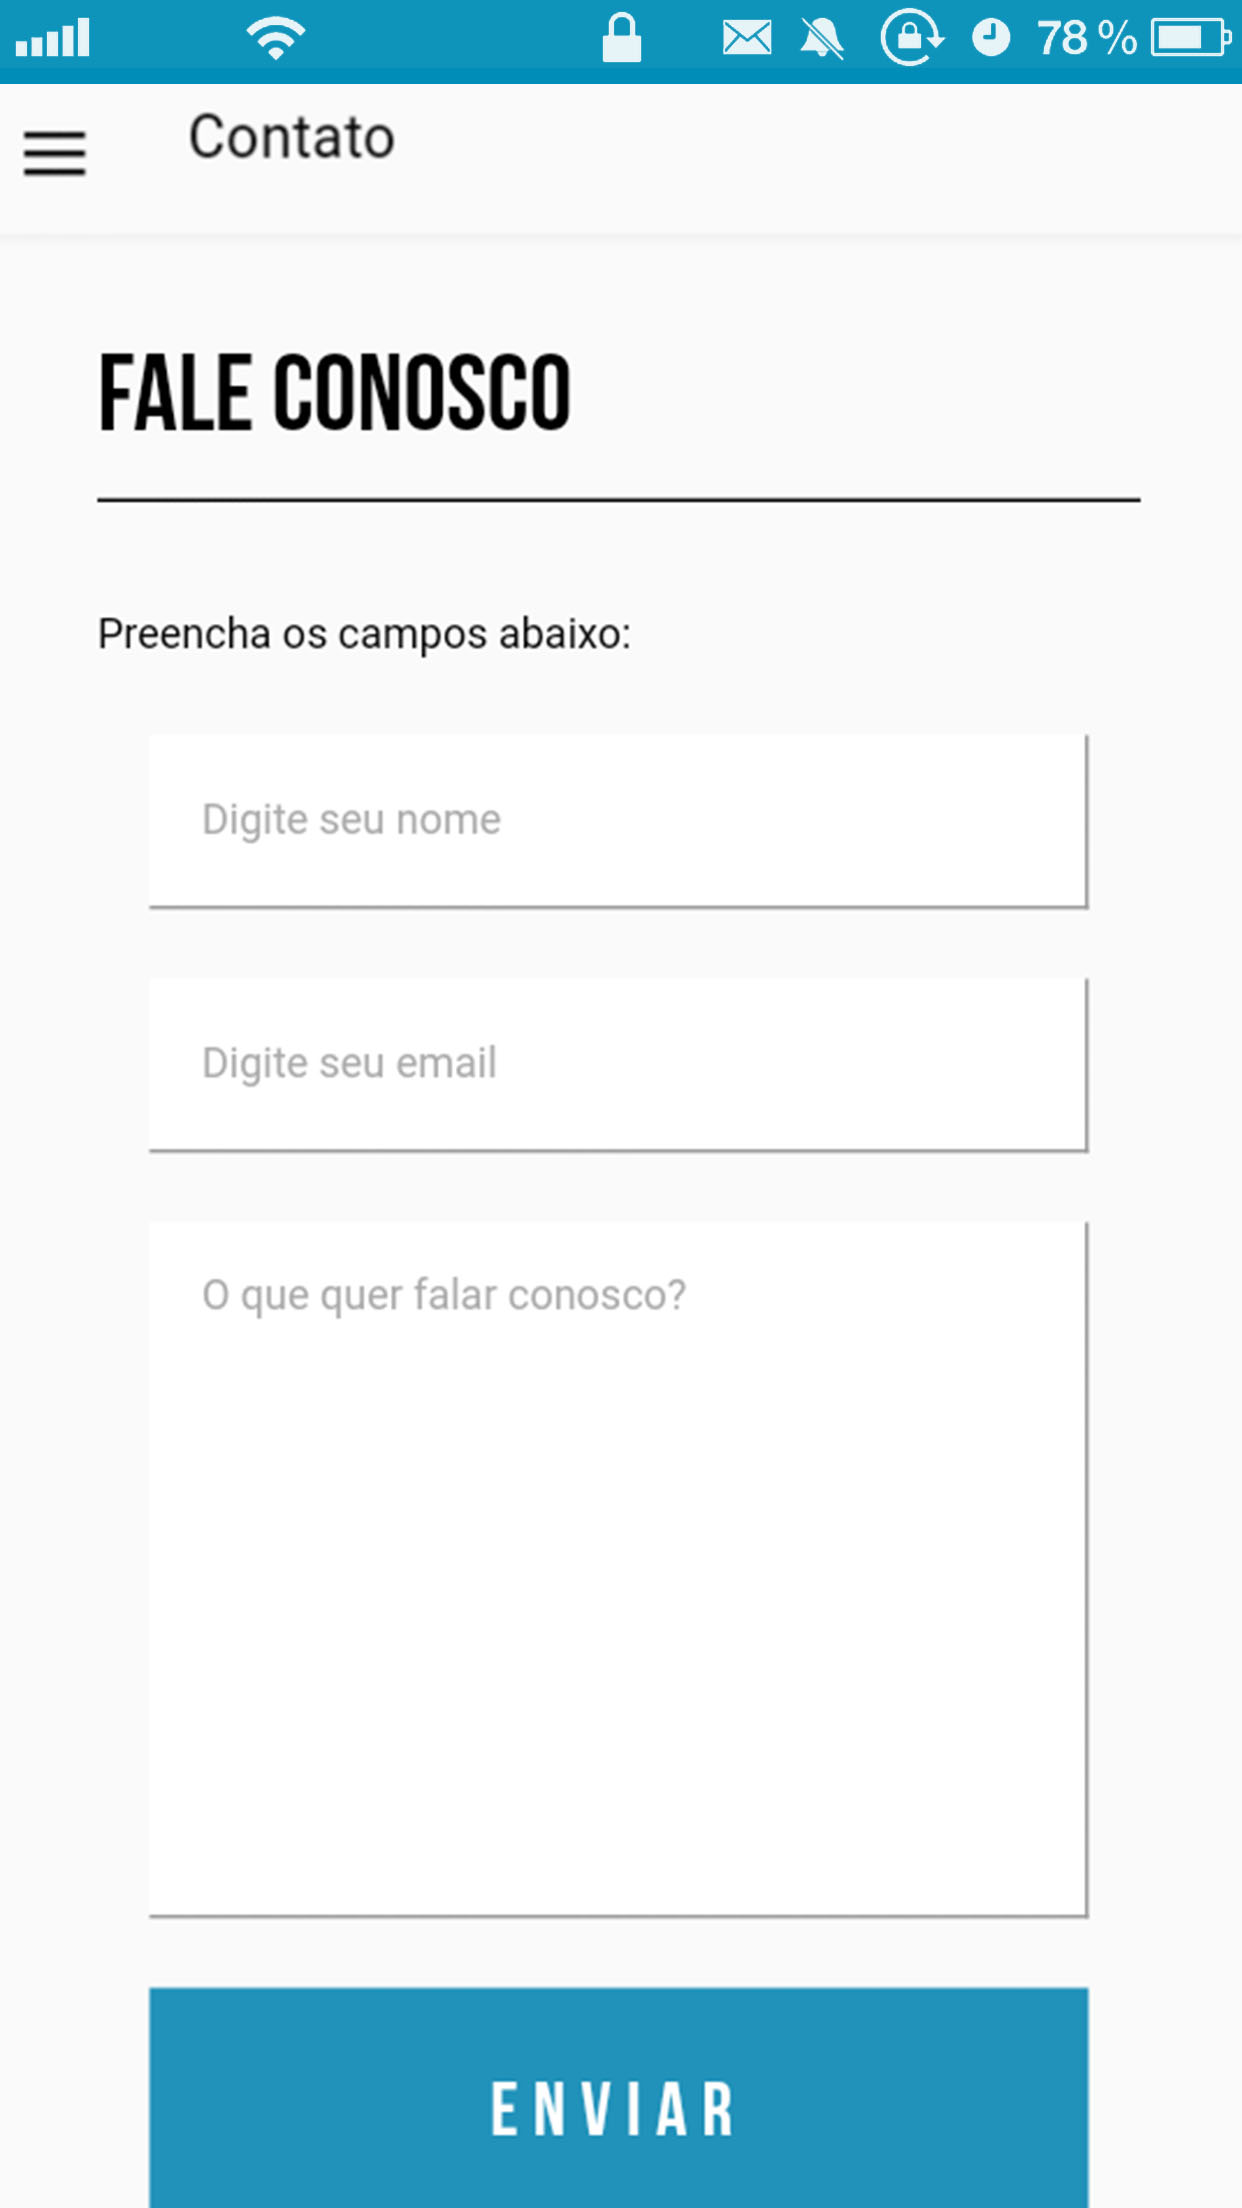 78 %
Contato
FALE CONOSCO
Preencha os campos abaixo:
Digite seu nome
Digite seu email
O que quer falar conosco?
ENVIAR